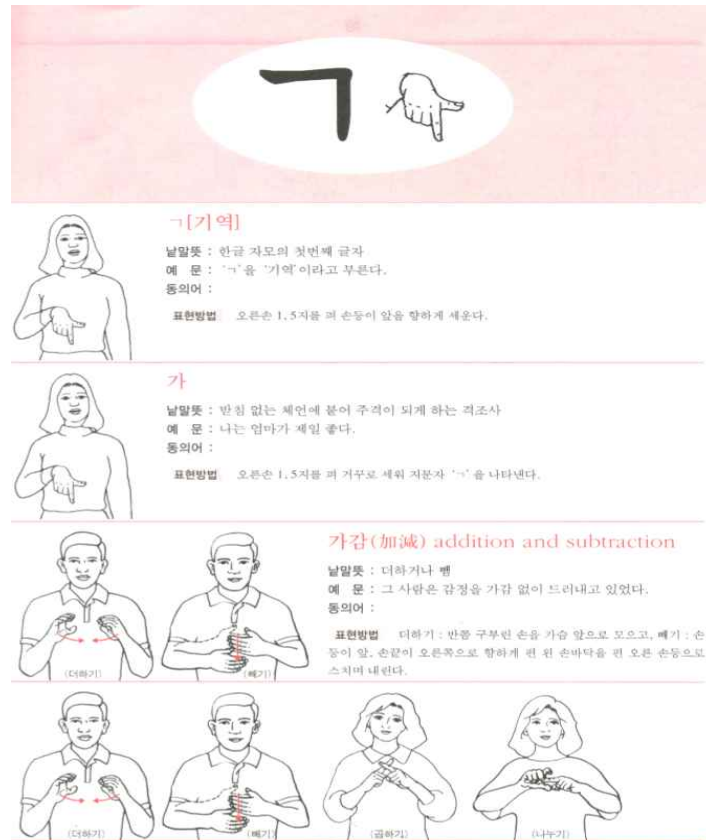 ㄱ
ㄱ[기역]
낱말뜻 : 한글 자모의 첫번째 글자
예 문 : 'ㄱ'을 '기역'이라고 부른다.
동의어 :
표현방법 오른손 1, 5지를 펴 손등이 앞을 향하게 세운다.
가
낱말뜻 : 받침 없는 체언에 붙어 주격이 되게 하는 격조사
예 문 : 나는 엄마가 제일 좋다.
동의어 :
표현방법 오른손 1, 5지를 펴 거꾸로 세워 지문자 'ㄱ'을 나타낸다.
가감(加減) addition and subtraction
낱말뜻 : 더하거나 뺌
예 문 : 그 사람은 감정을 가감 없이 드러내고 있었다.
동의어 :
표현방법 더하기 : 반쯤 구부린 손을 가슴 앞으로 모으고, 빼기 : 손
등이 앞, 손끝이 오른쪽으로 향하게 편 왼 손바닥을 편 오른 손등으로
스치며 내린다.
(더하기) (빼기)
(더하기) (빼기) (곱하기) (나누기)